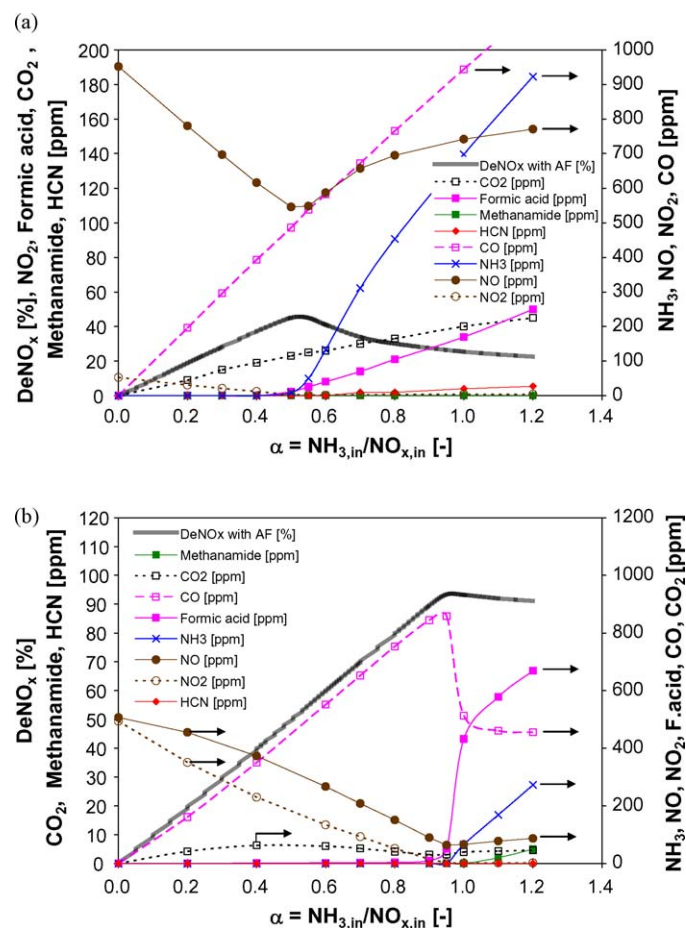 (a)
DeNOx [%], NO2, Formic acid, CO2 ,
Methanamide, HCN [ppm]
200
180
160
140
120
100
80
60
40
20
0
1000
900
800
700
600
500
400
300
200
100
0
NH3, NO, NO2, CO [ppm]
DeNOx with AF [%]
CO2 [ppm]
Formic acid [ppm]
Methanamide [ppm]
HCN [ppm]
CO [ppm]
NH3 [ppm]
NO [ppm]
NO2 [ppm]
0.0 0.2 0.4 0.6 0.8 1.0 1.2 1.4
α = NH3,in/NOx,in [-]
(b)
DeNOx [%]
CO2, Methanamide, HCN [ppm]
120
110
100
90
80
70
60
50
40
30
20
10
0
1200
1000
800
600
400
200
0
NH3, NO, NO2, F.acid, CO, CO2 [ppm]
DeNOx with AF [%]
Methanamide [ppm]
CO2 [ppm]
CO [ppm]
Formic acid [ppm]
NH3 [ppm]
NO [ppm]
NO2 [ppm]
HCN [ppm]
0.0 0.2 0.4 0.6 0.8 1.0 1.2 1.4
α = NH3,in/NOx,in [-]